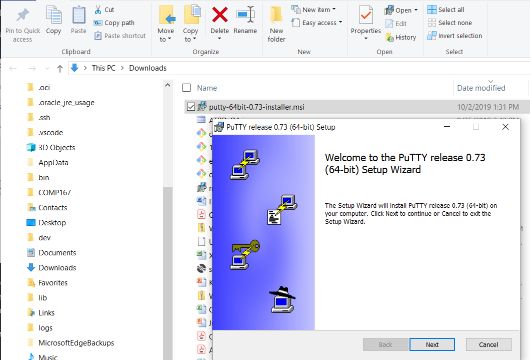 Pin to Quick
access
Copy
Paste
Cut
Copy path
Paste shortcut
Clipboard
Move
to
Copy
to
Delete
Rename
Organize
New
folder
New item
Easy access
New
Properties
Open
Edit
History
Open
Select all
Select none
Invert selection
Select
This PC
Downloads
Name
Date modified
.oci
.oracle_jre_usage
.ssh
.vscode
3D Objects
AppData
bin
COMP167
Contacts
Desktop
dev
Documents
Downloads
Favorites
lib
Links
logs
MicrosoftEdgeBackups
Music
putty-64bit-0.73-installer.msi
10/2/2019 1:31 PM
PuTTY release 0.73 (64-bit) Setup
Welcome to the PuTTY release 0.73
(64-bit) Setup Wizard
The Setup Wizard will install PuTTY release 0.73 (64-bit) on
your computer. Click Next to continue or Cancel to exit the
Setup Wizard.
Back
Next
Cancel